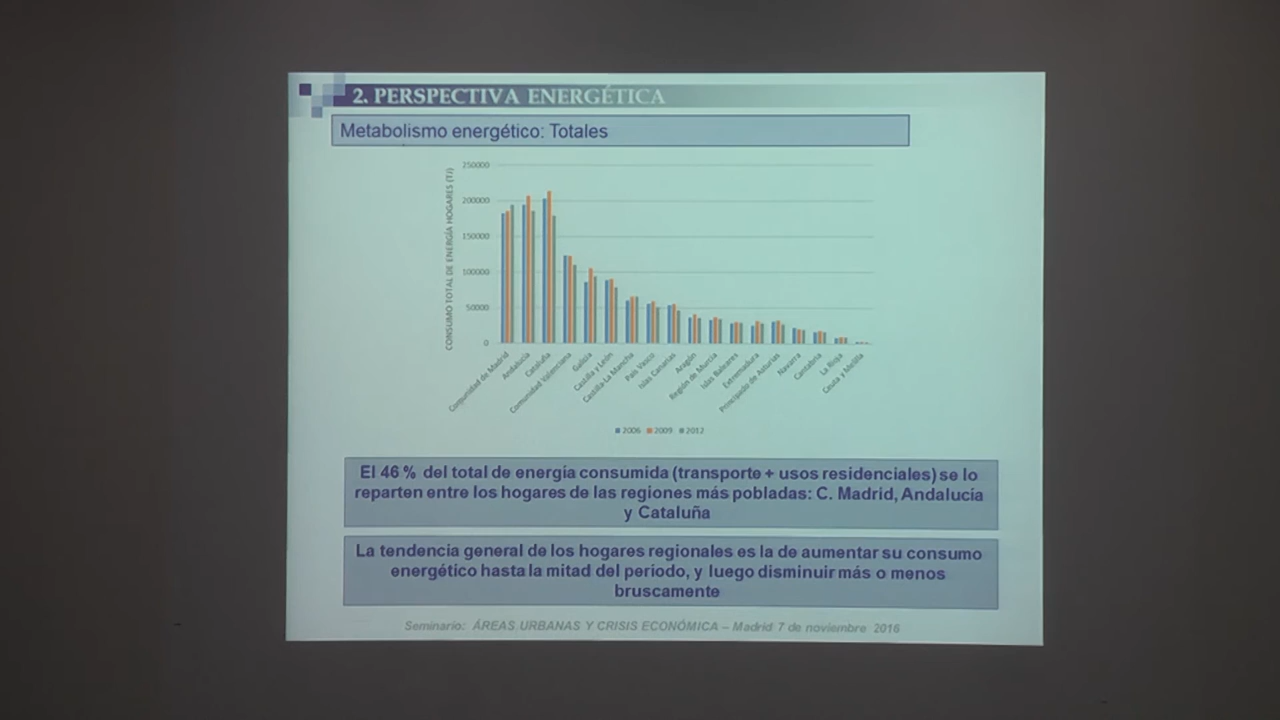 2. PERSPECTIVA ENERGÉTICA
Metabolismo energético: Totales
CONSUMO TOTAL DE ENERGÍA HOGARES (TJ)
250000
200000
150000
100000
50000
0
Comunidad de Madrid
Andalucía
Cataluña
Comunidad Valenciana
Galicia
Castilla y León
Castilla-La Mancha
País Vasco
Islas Canarias
Aragón
Región de Murcia
Islas Baleares
Extremadura
Principado de Asturias
Navarra
Cantabria
La Rioja
Ceuta y Melilla
2006 2009 2012
El 46 % del total de energía consumida (transporte + usos residenciales) se lo
reparten entre los hogares de las regiones más pobladas: C. Madrid, Andalucía
y Cataluña
La tendencia general de los hogares regionales es la de aumentar su consumo
energético hasta la mitad del periodo, y luego disminuir más o menos
bruscamente
Seminario: ÁREAS URBANAS Y CRISIS ECONÓMICA – Madrid 7 de noviembre 2016